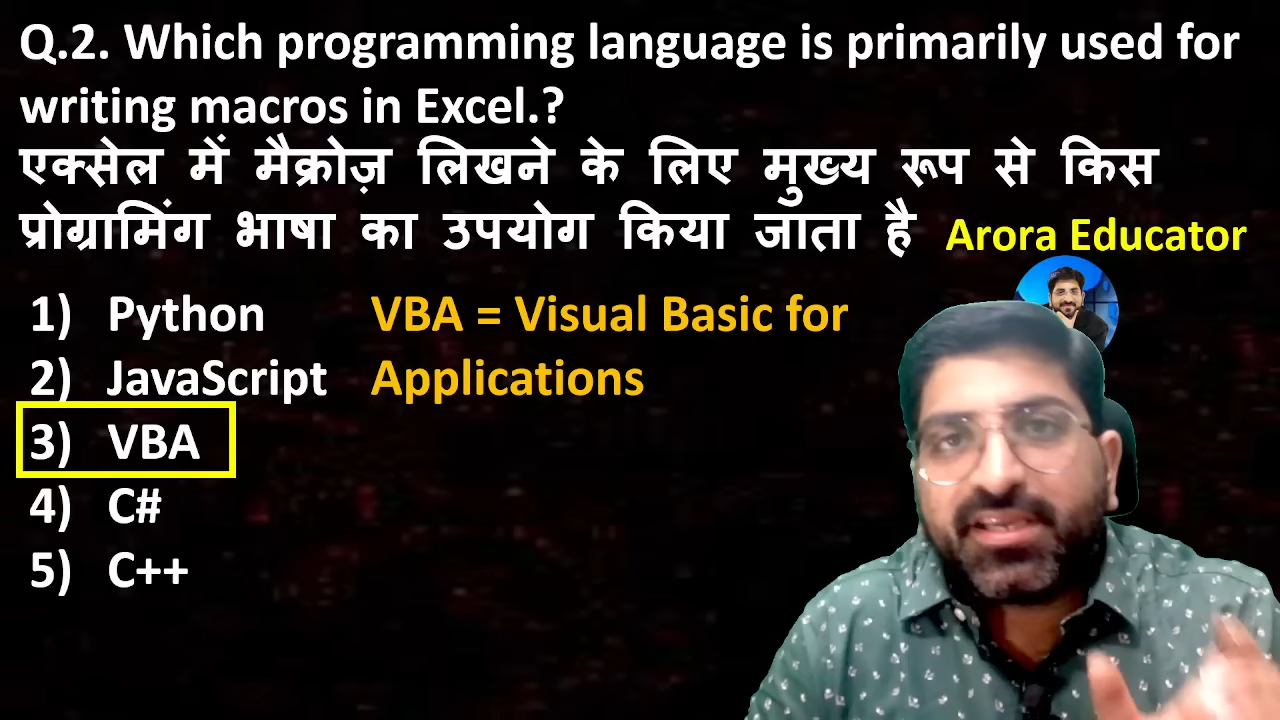 Q.2. Which programming language is primarily used for
writing macros in Excel.?
एक्सेल में मैक्रोज़ लिखने के लिए मुख्य रूप से किस
प्रोग्रामिंग भाषा का उपयोग किया जाता है Arora Educator
1) Python VBA = Visual Basic for
2) JavaScript Applications
3) VBA
4) C#
5) C++